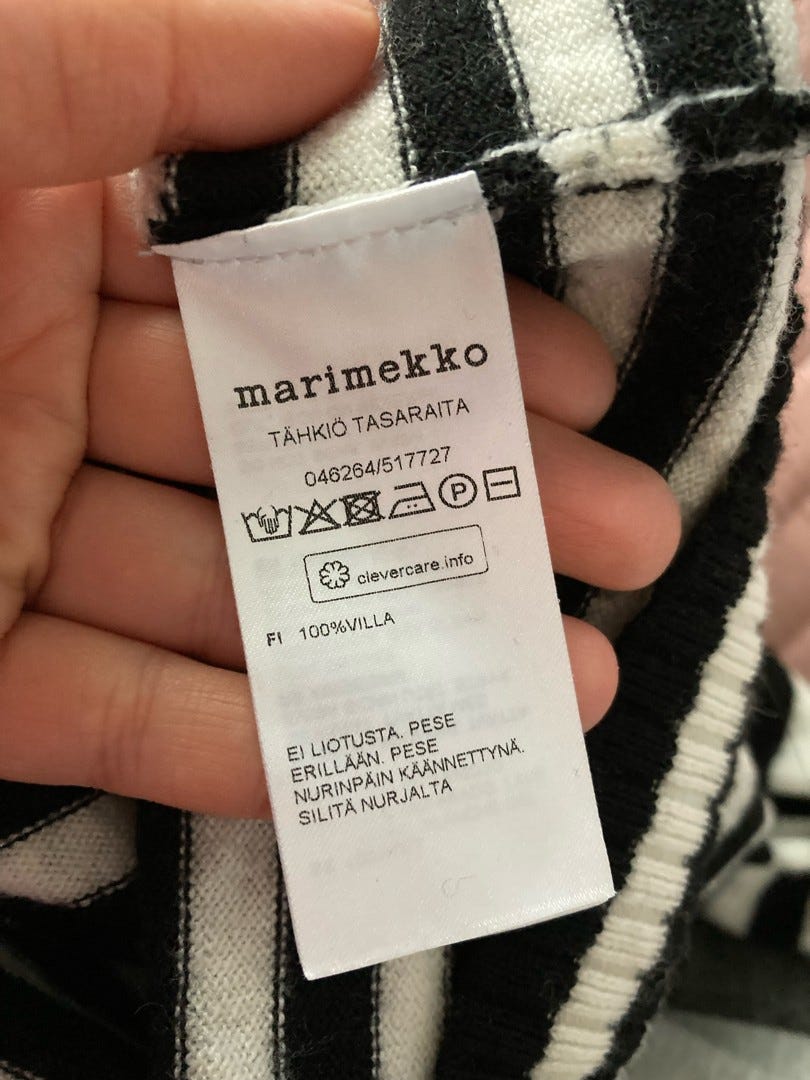 marimekko
TÄHKIÖ TASARAITA
046264/517727
P
clevercare.info
FI 100%VILLA
EI LIOTUSTA. PESE
ERILLÄÄN. PESE
NURINPÄIN KÄÄNNETTYNÄ.
SILITÄ NURJALTA